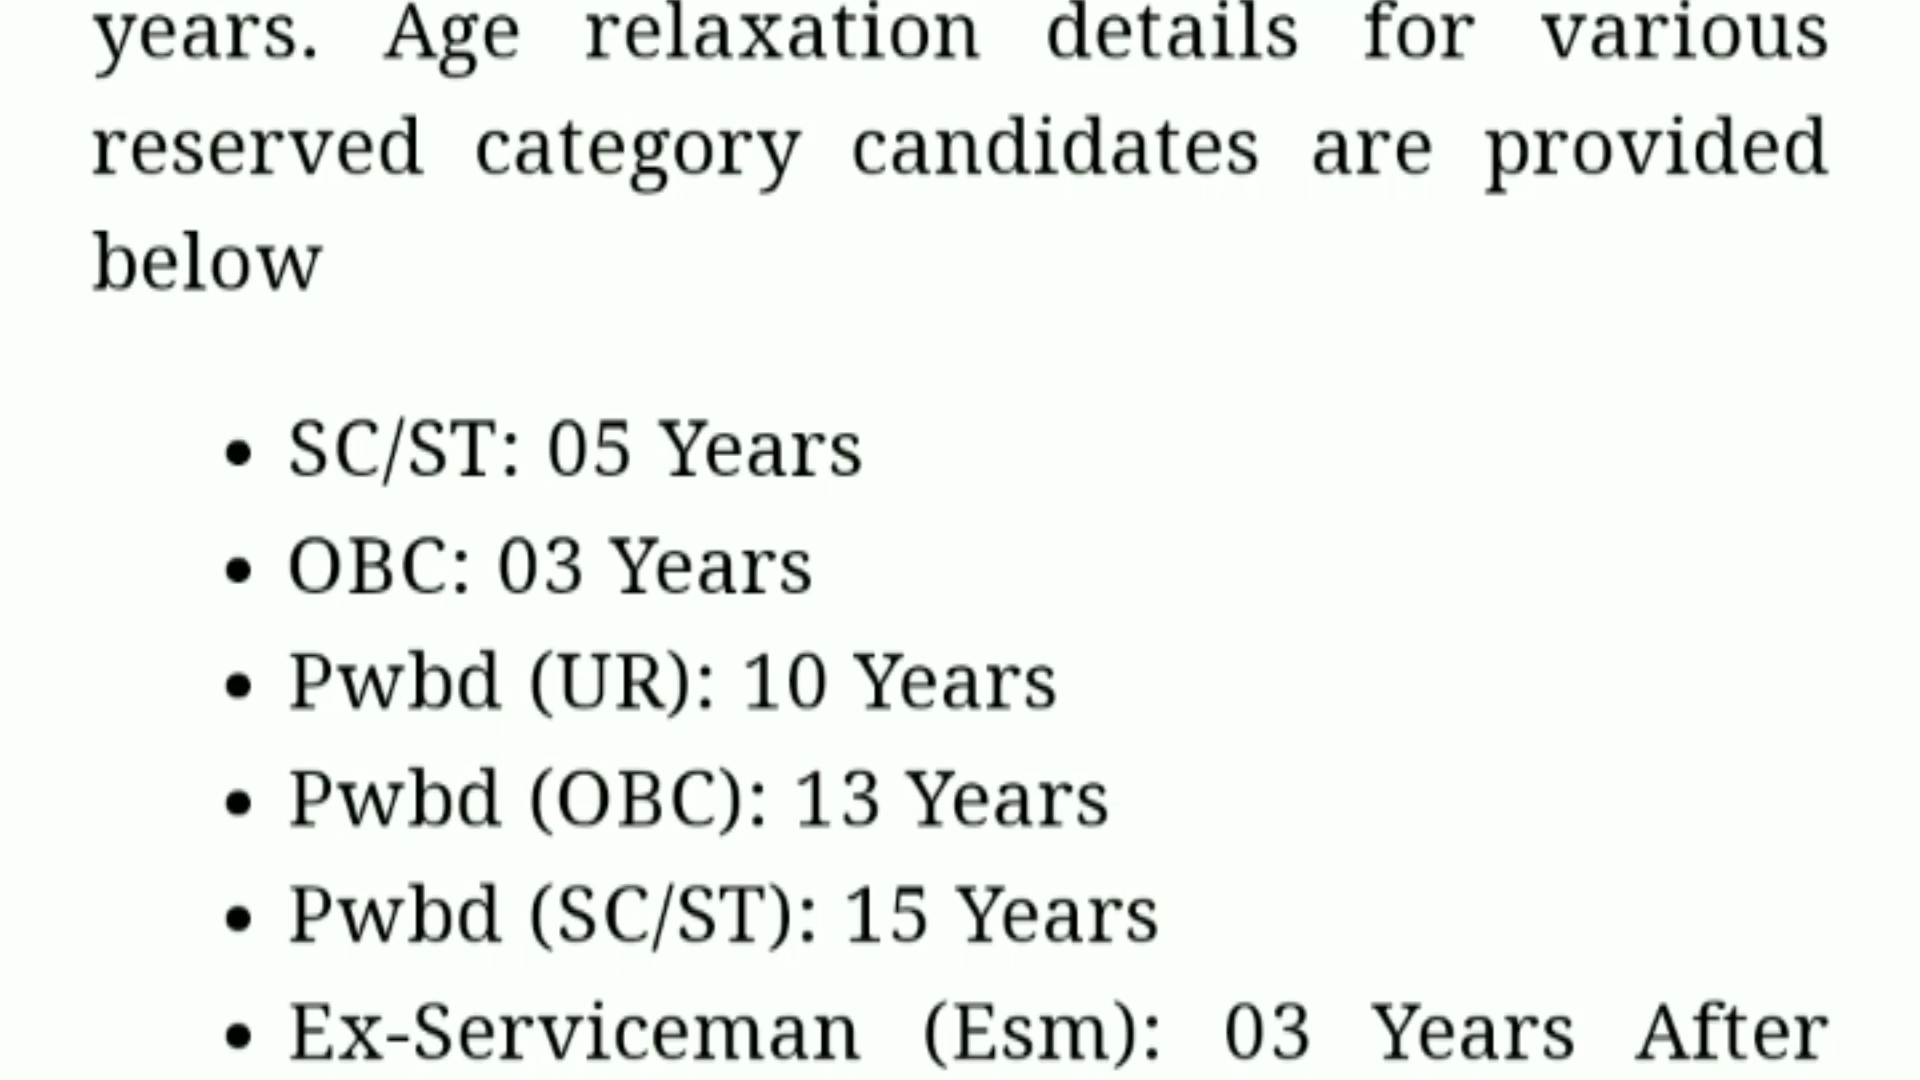 years. Age relaxation details for various
reserved category candidates are provided
below
• SC/ST: 05 Years
• OBC: 03 Years
• Pwbd (UR): 10 Years
• Pwbd (OBC): 13 Years
• Pwbd (SC/ST): 15 Years
• Ex-Serviceman (Esm): 03 Years After